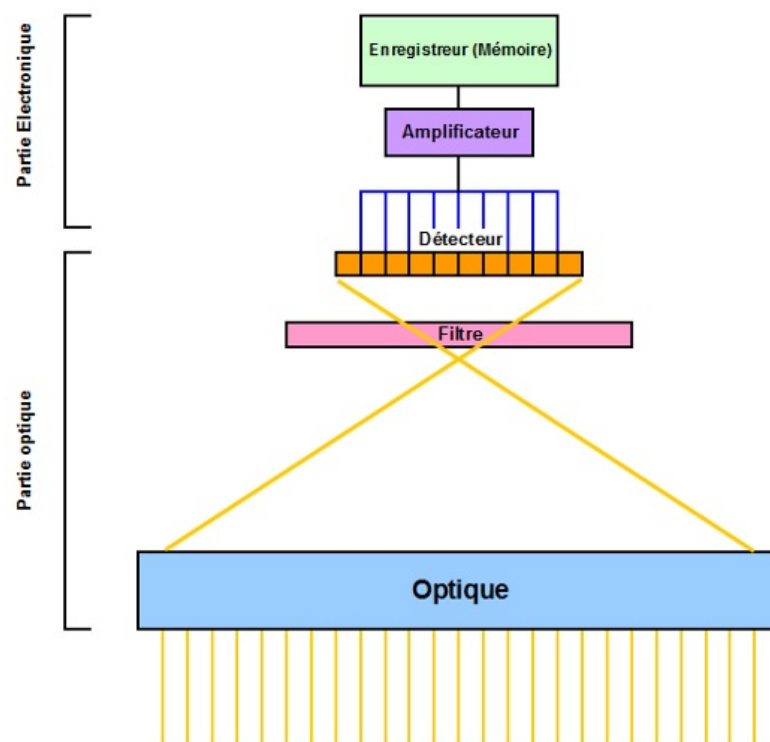 Partie Electronique
Enregistreur (Mémoire)
Amplificateur
Détecteur
Partie optique
Filtre
Optique